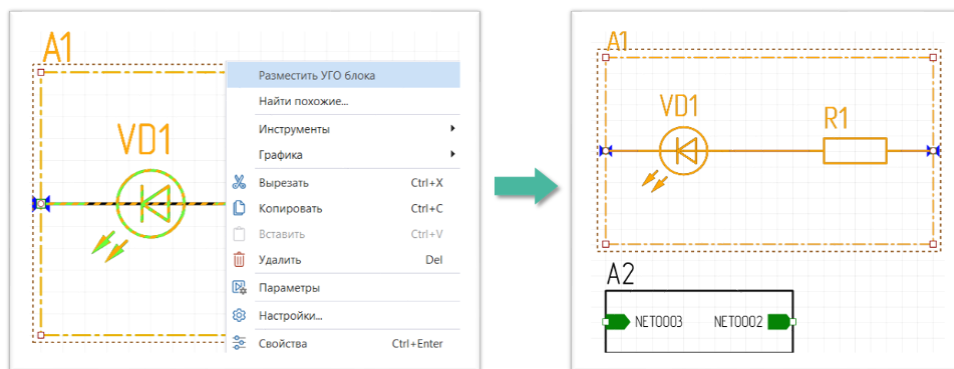 A1
VD1
Разместить УГО блока
Найти похожие...
Инструменты
Графика
Вырезать Ctrl+X
Копировать Ctrl+C
Вставить Ctrl+V
Удалить Del
Параметры
Настройки...
Свойства Ctrl+Enter
A1
VD1
R1
A2
NET0003 NET0002